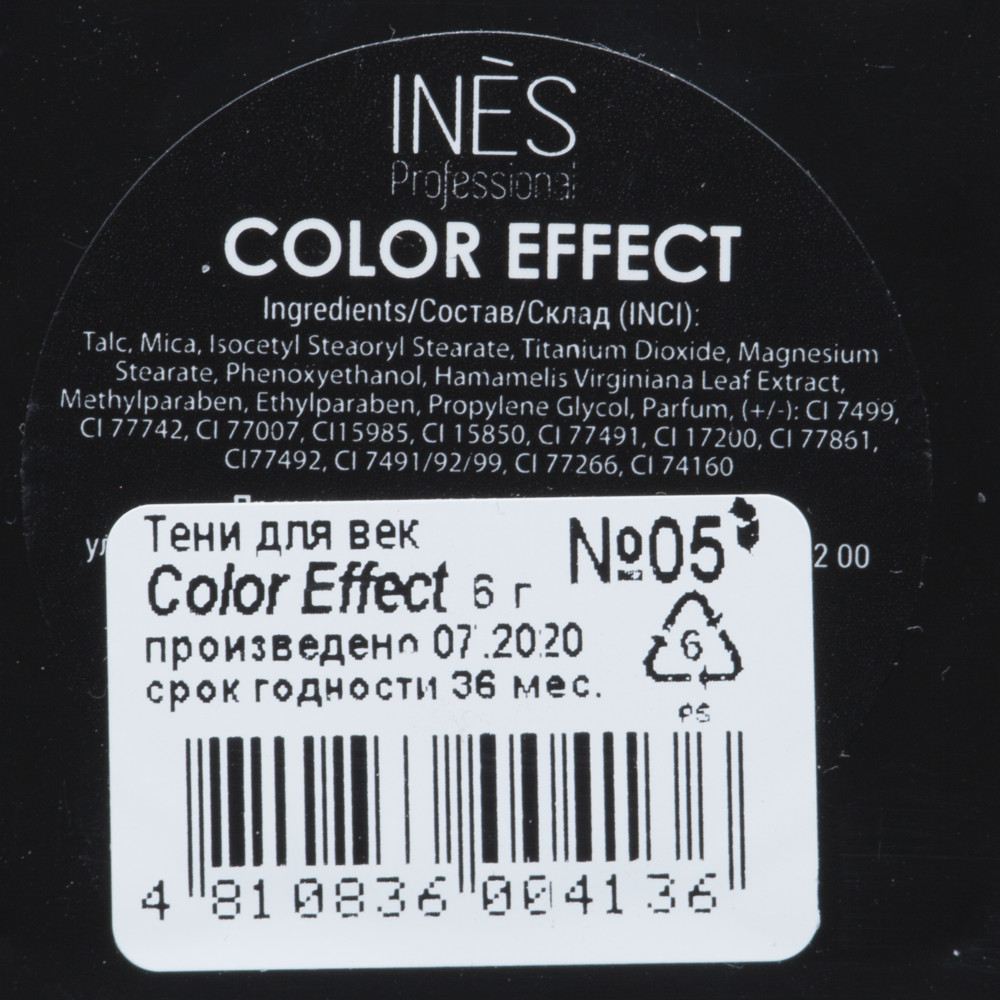 INÈS
Professional
COLOR EFFECT
Ingredients/Состав/Склад (INCI):
Talc, Mica, Isocetyl Steaoryl Stearate, Titanium Dioxide, Magnesium
Stearate, Phenoxyethanol, Hamamelis Virginiana Leaf Extract,
Methylparaben, Ethylparaben, Propylene Glycol, Parfum, (+/-): CI 7499,
CI 77742, CI 77007, CI15985, CI 15850, CI 77491, CI 17200, CI 77861,
CI77492, CI 7491/92/99, CI 77266, CI 74160
2 00
Тени для век
Color Effect 6 г
№05
произведено 07.2020
срок годности 36 мес.
6
PS
4 810836 004136